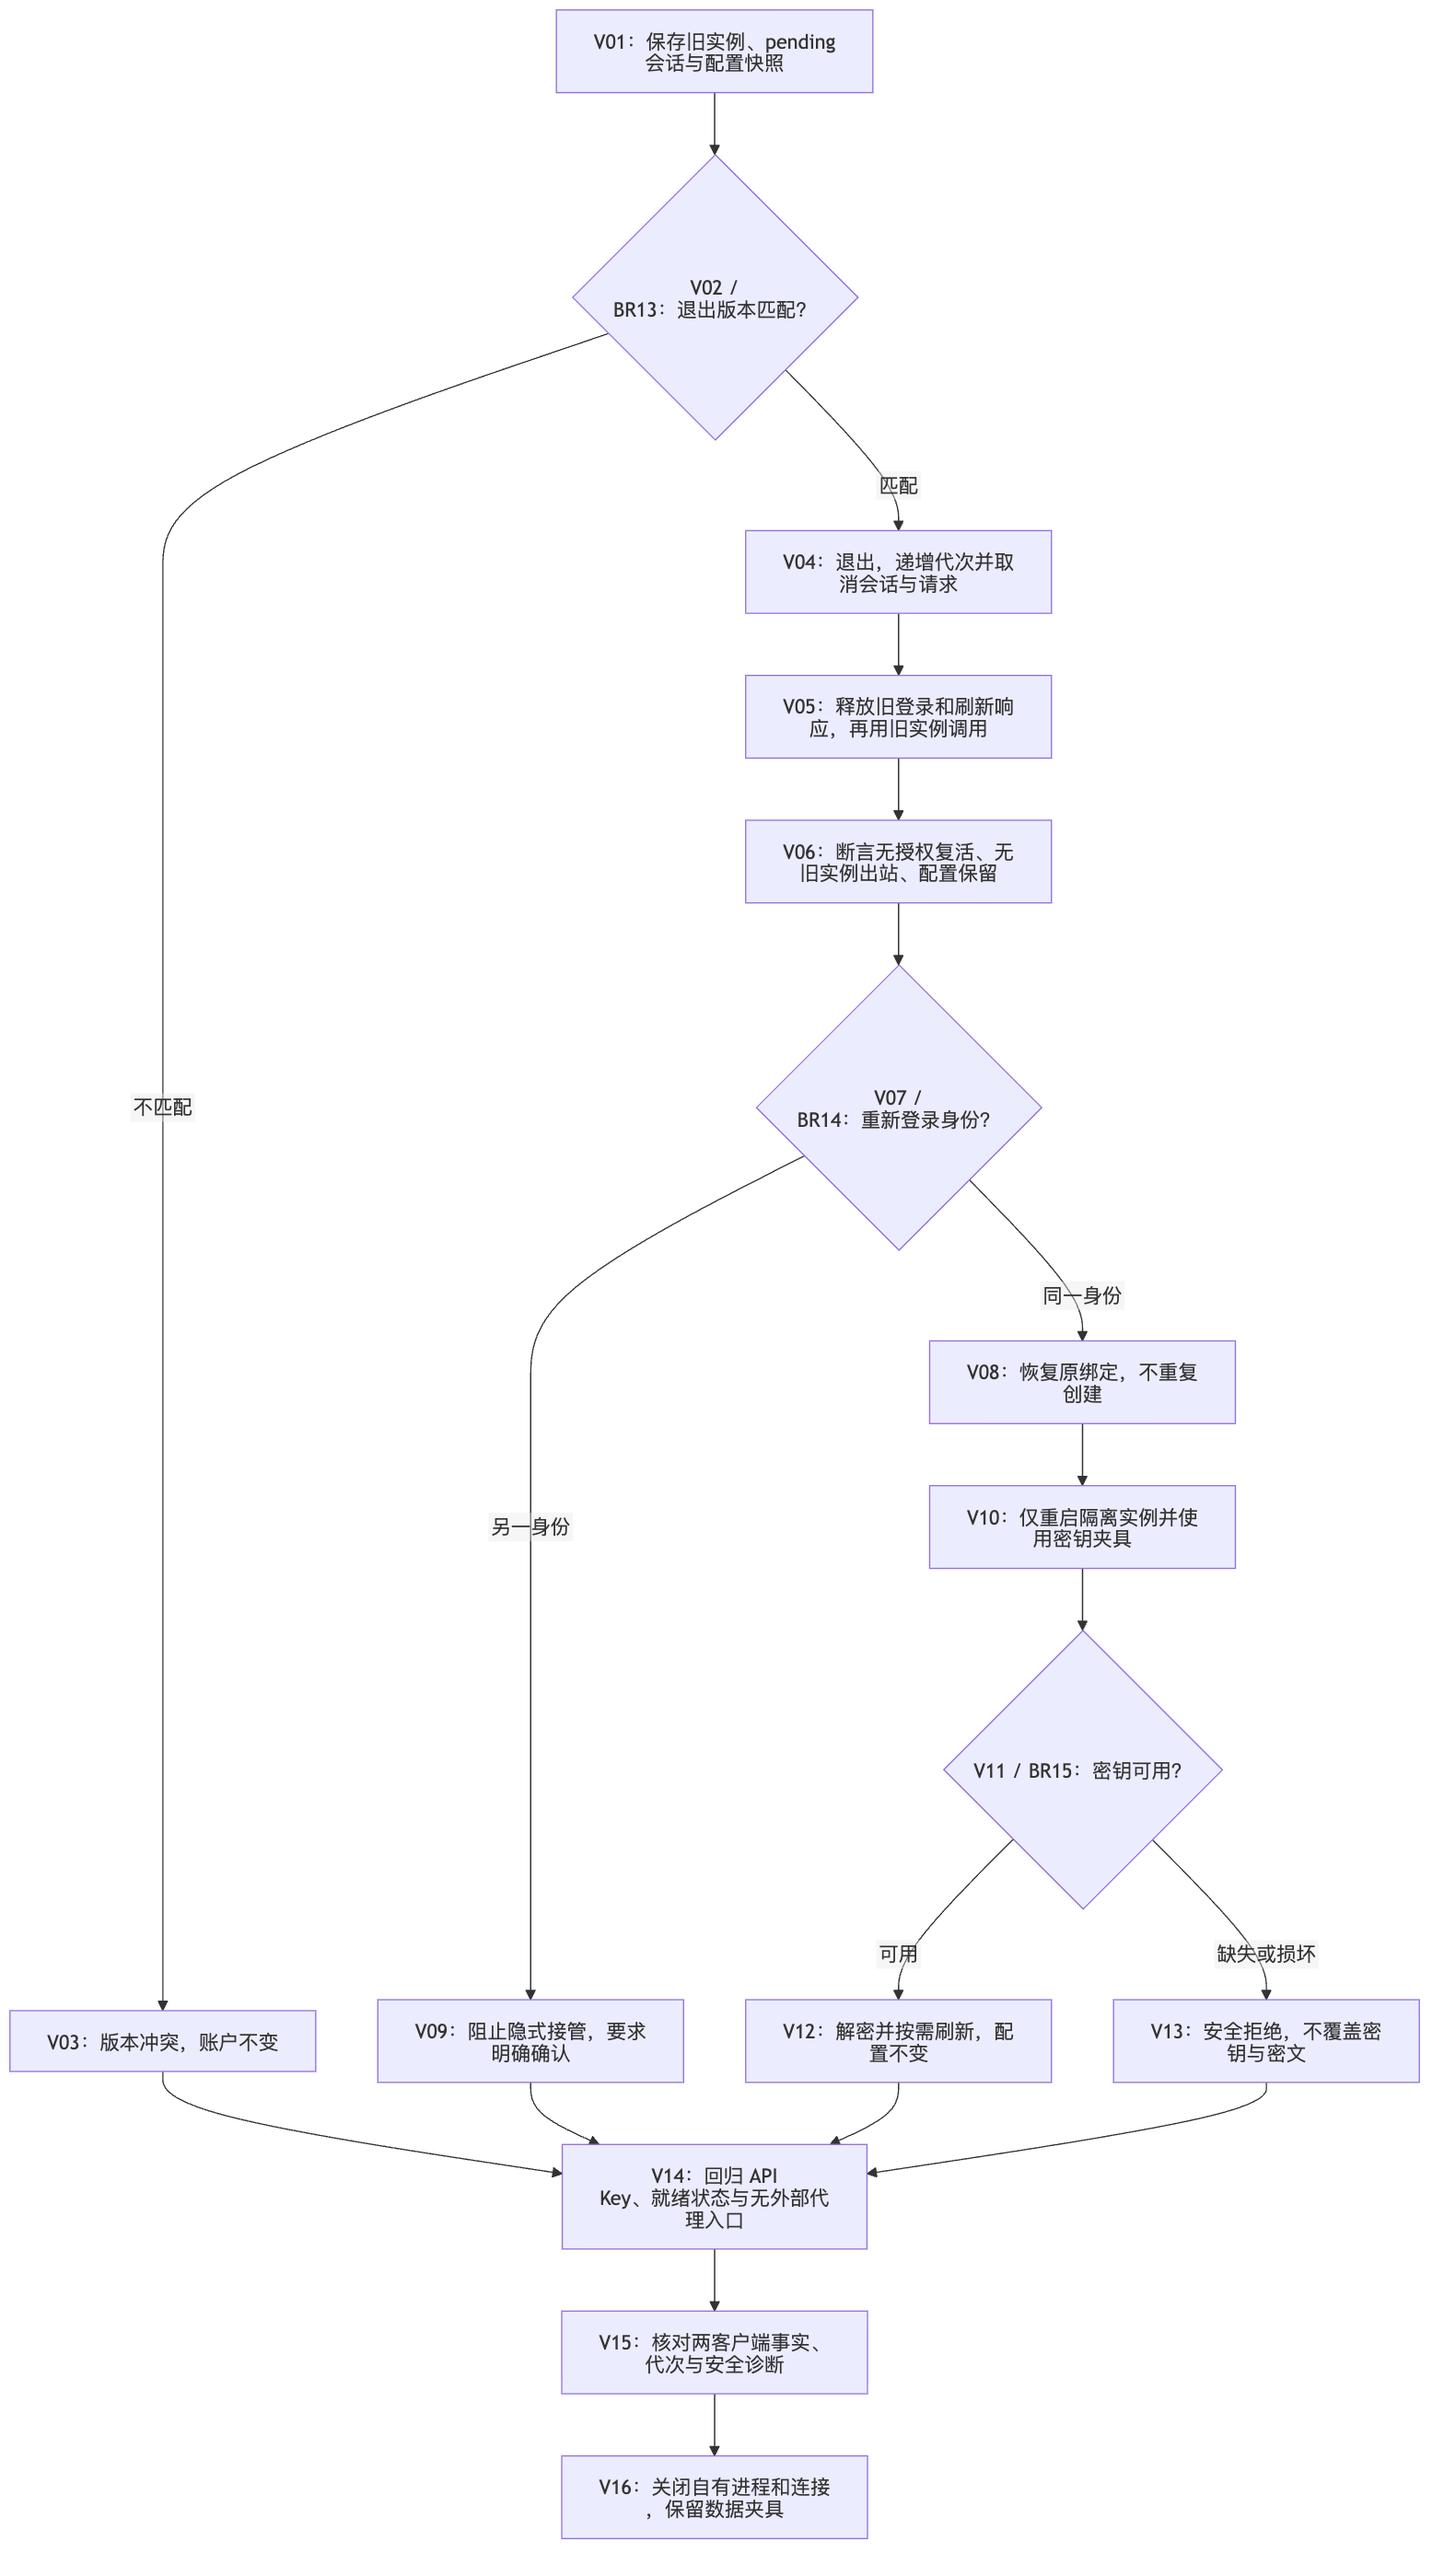 V01：保存旧实例、pending
会话与配置快照
V02 /
BR13：退出版本匹配？
匹配
V04：退出，递增代次并取
消会话与请求
V05：释放旧登录和刷新响
应，再用旧实例调用
V06：断言无授权复活、无
旧实例出站、配置保留
V07 /
BR14：重新登录身份？
不匹配
同一身份
V08：恢复原绑定，不重复
创建
另一身份
V10：仅重启隔离实例并使
用密钥夹具
V11 / BR15：密钥可用？
可用
缺失或损坏
V03：版本冲突，账户不变
V09：阻止隐式接管，要求
明确确认
V12：解密并按需刷新，配
置不变
V13：安全拒绝，不覆盖密
钥与密文
V14：回归 API
Key、就绪状态与无外部代
理入口
V15：核对两客户端事实、
代次与安全诊断
V16：关闭自有进程和连接
，保留数据夹具